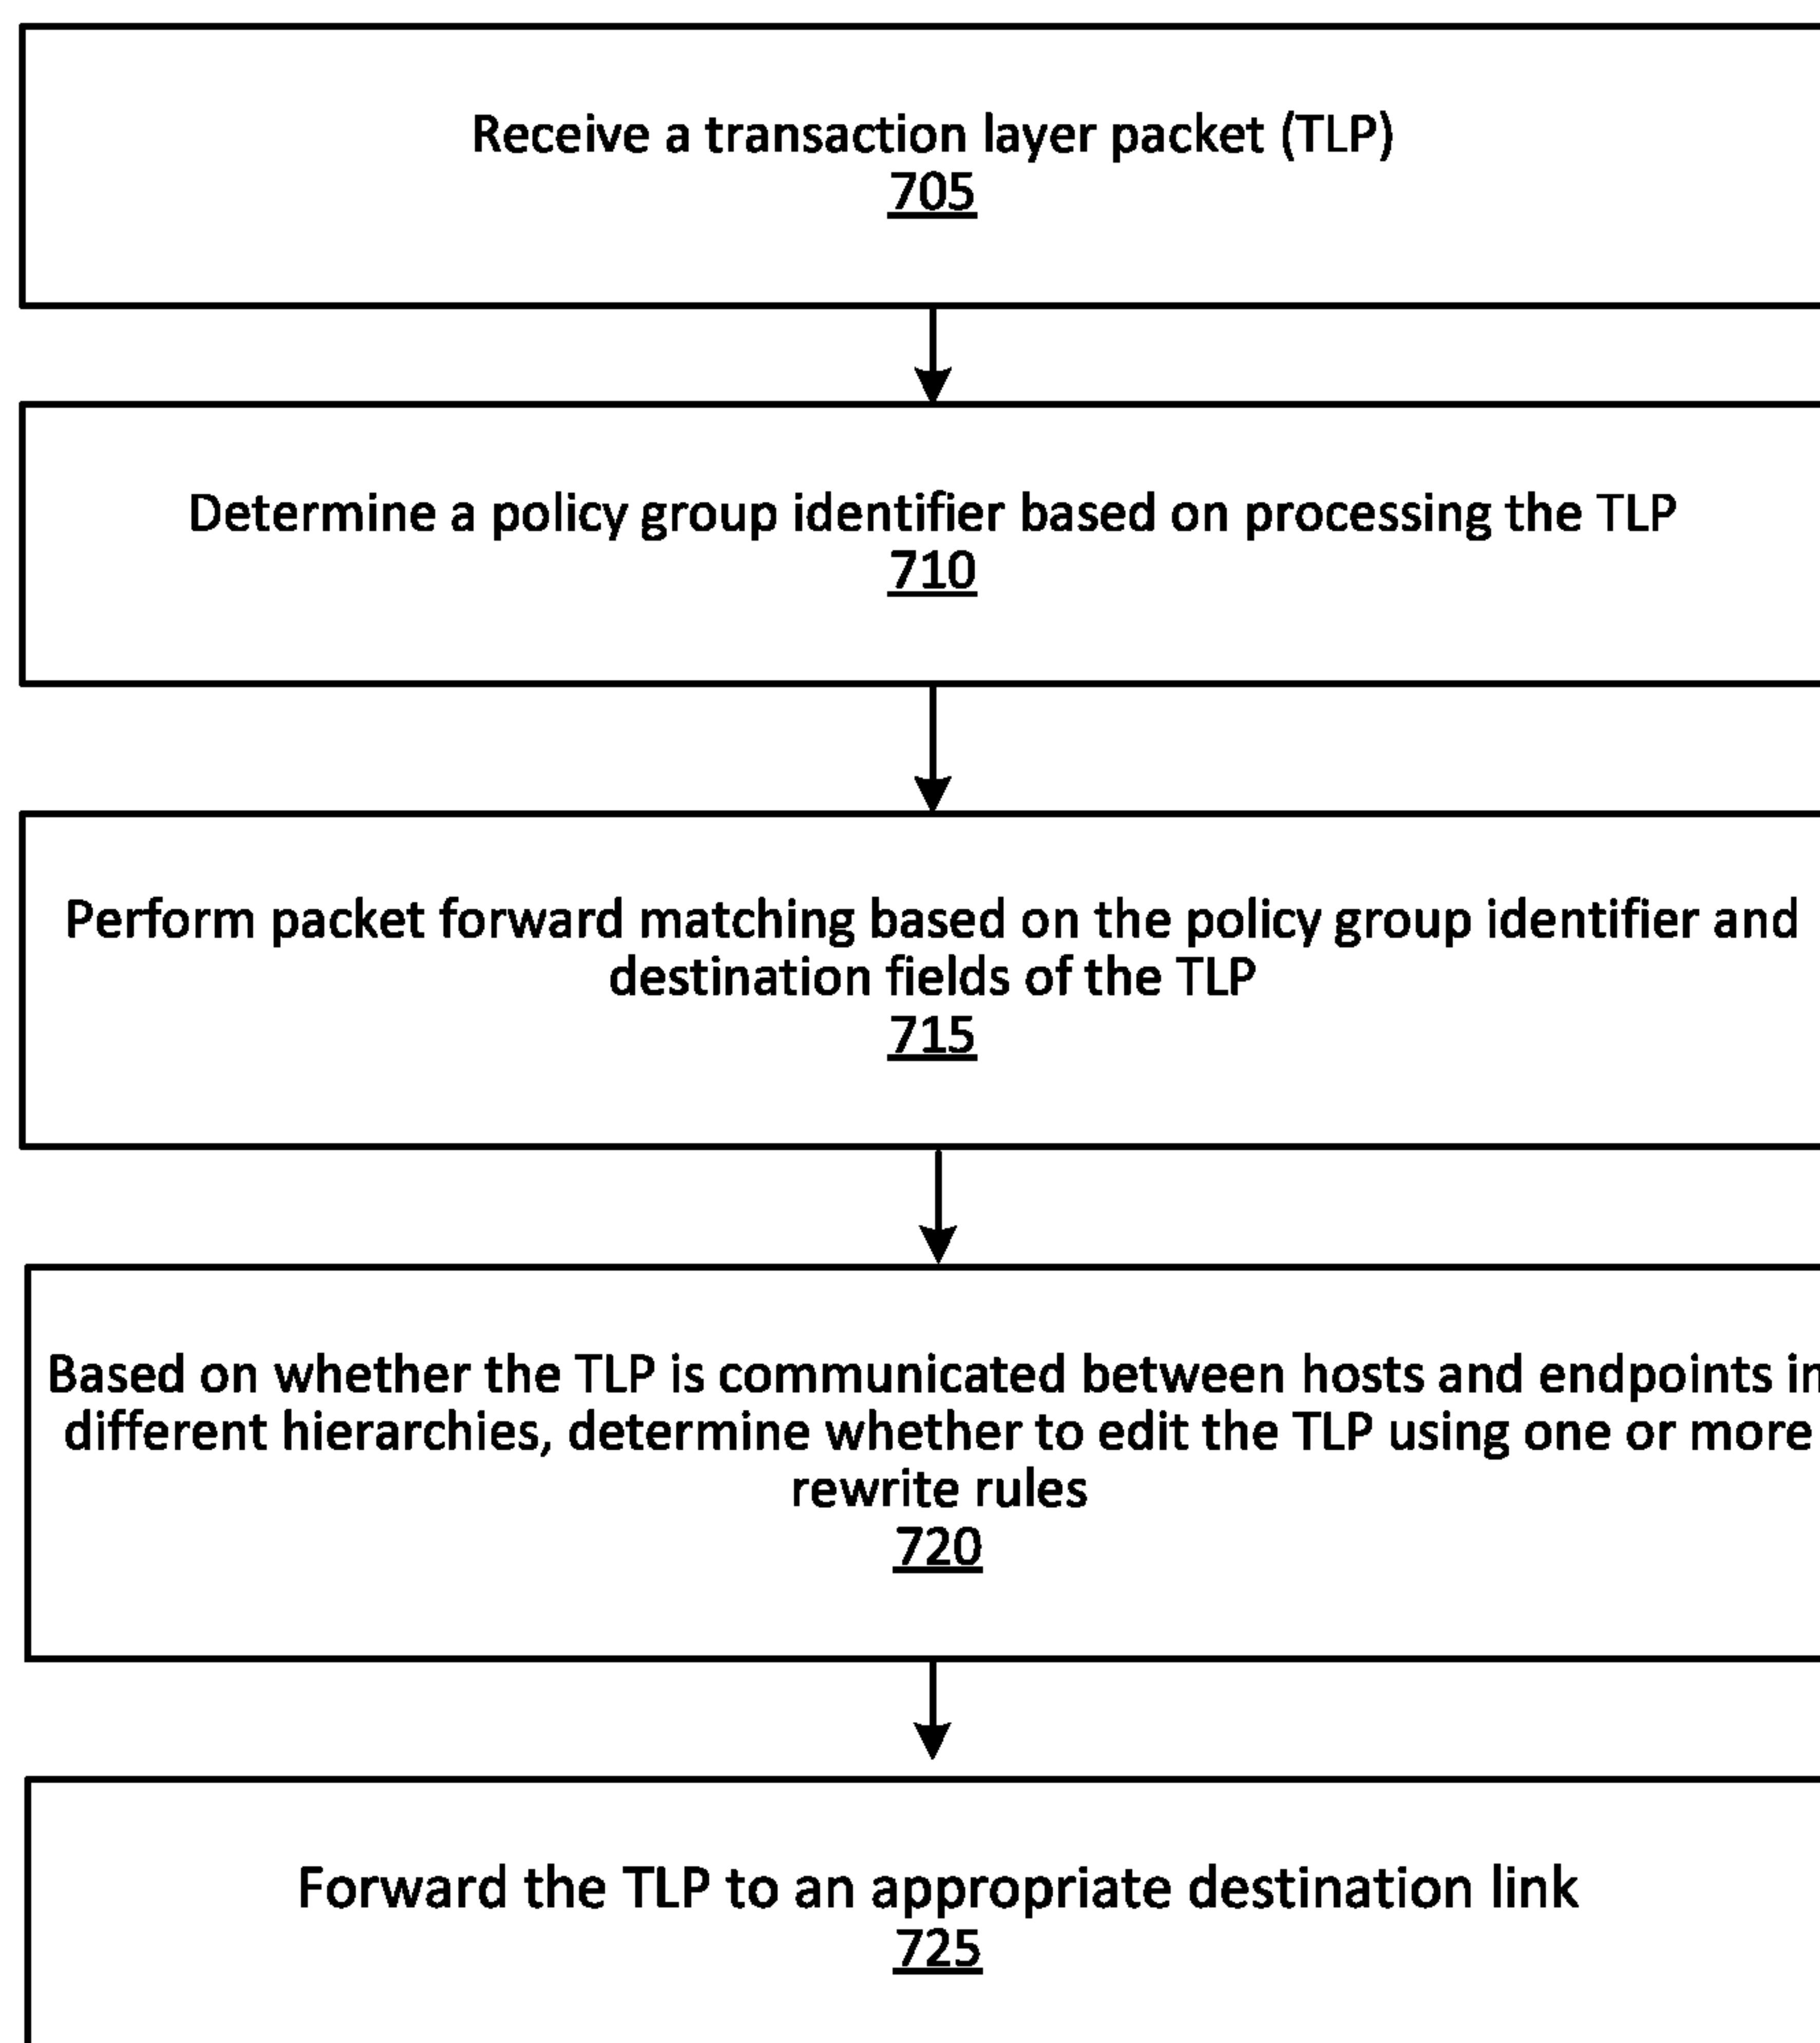 Receive a transaction layer packet (TLP)
705
Determine a policy group identifier based on processing the TLP
710
Perform packet forward matching based on the policy group identifier and
destination fields of the TLP
715
Based on whether the TLP is communicated between hosts and endpoints in
different hierarchies, determine whether to edit the TLP using one or more
rewrite rules
720
Forward the TLP to an appropriate destination link
725